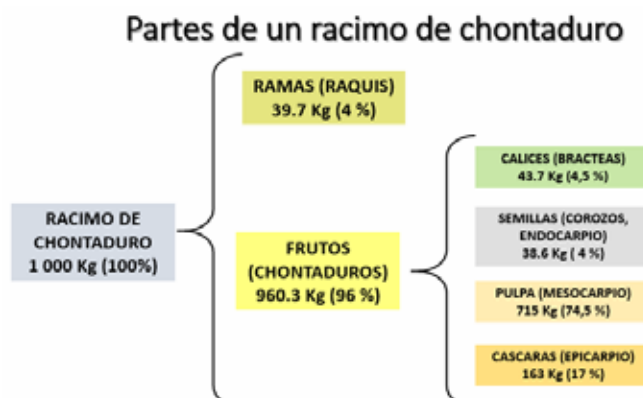 Partes de un racimo de chontaduro
RAMAS (RAQUIS)
39.7 Kg (4 %)
RACIMO DE
CHONTADURO
1 000 Kg (100%)
FRUTOS
(CHONTADUROS)
960.3 Kg (96 %)
CALICES (BRACTEAS)
43.7 Kg (4,5 %)
SEMILLAS (COROZOS,
ENDOCARPIO)
38.6 Kg ( 4 %)
PULPA (MESOCARPIO)
715 Kg (74,5 %)
CASCARAS (EPICARPIO)
163 Kg (17 %)